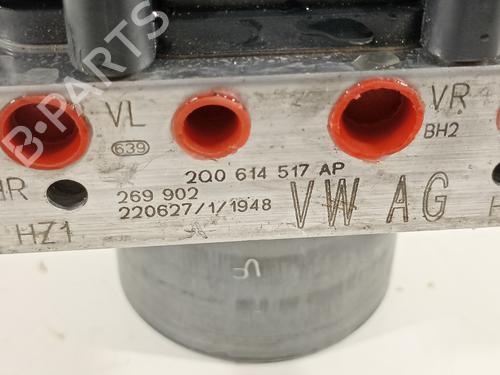 VL
VR
639
BH2
2Q0 614 517 AP
HR
269 902
VW AG
220627/1/1948
HZ1
B-PARTS